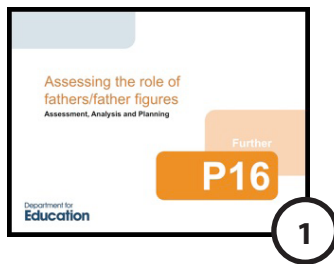 Assessing the role of
fathers/father figures
Assessment, Analysis and Planning
Further
P16
Department for
Education
1